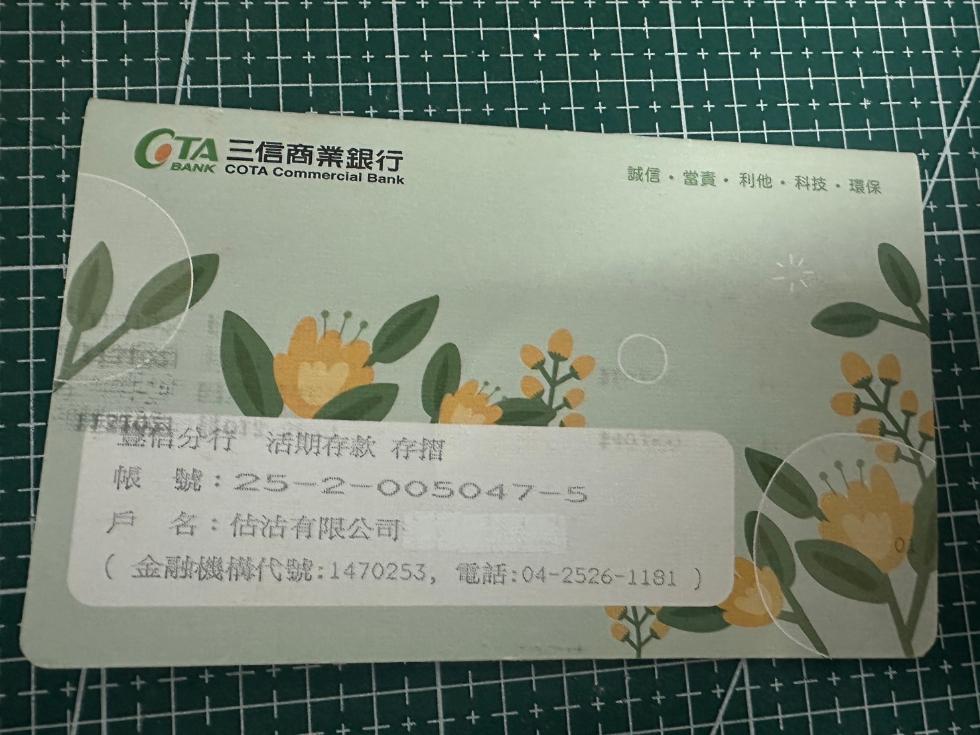 COTA BANK 三信商業銀行
COTA Commercial Bank
誠信・當責・利他・科技・環保
豐信分行 活期存款 存摺
帳 號：25-2-005047-5
戶 名：佑沽有限公司
( 金融機構代號:1470253, 電話:04-2526-1181 )